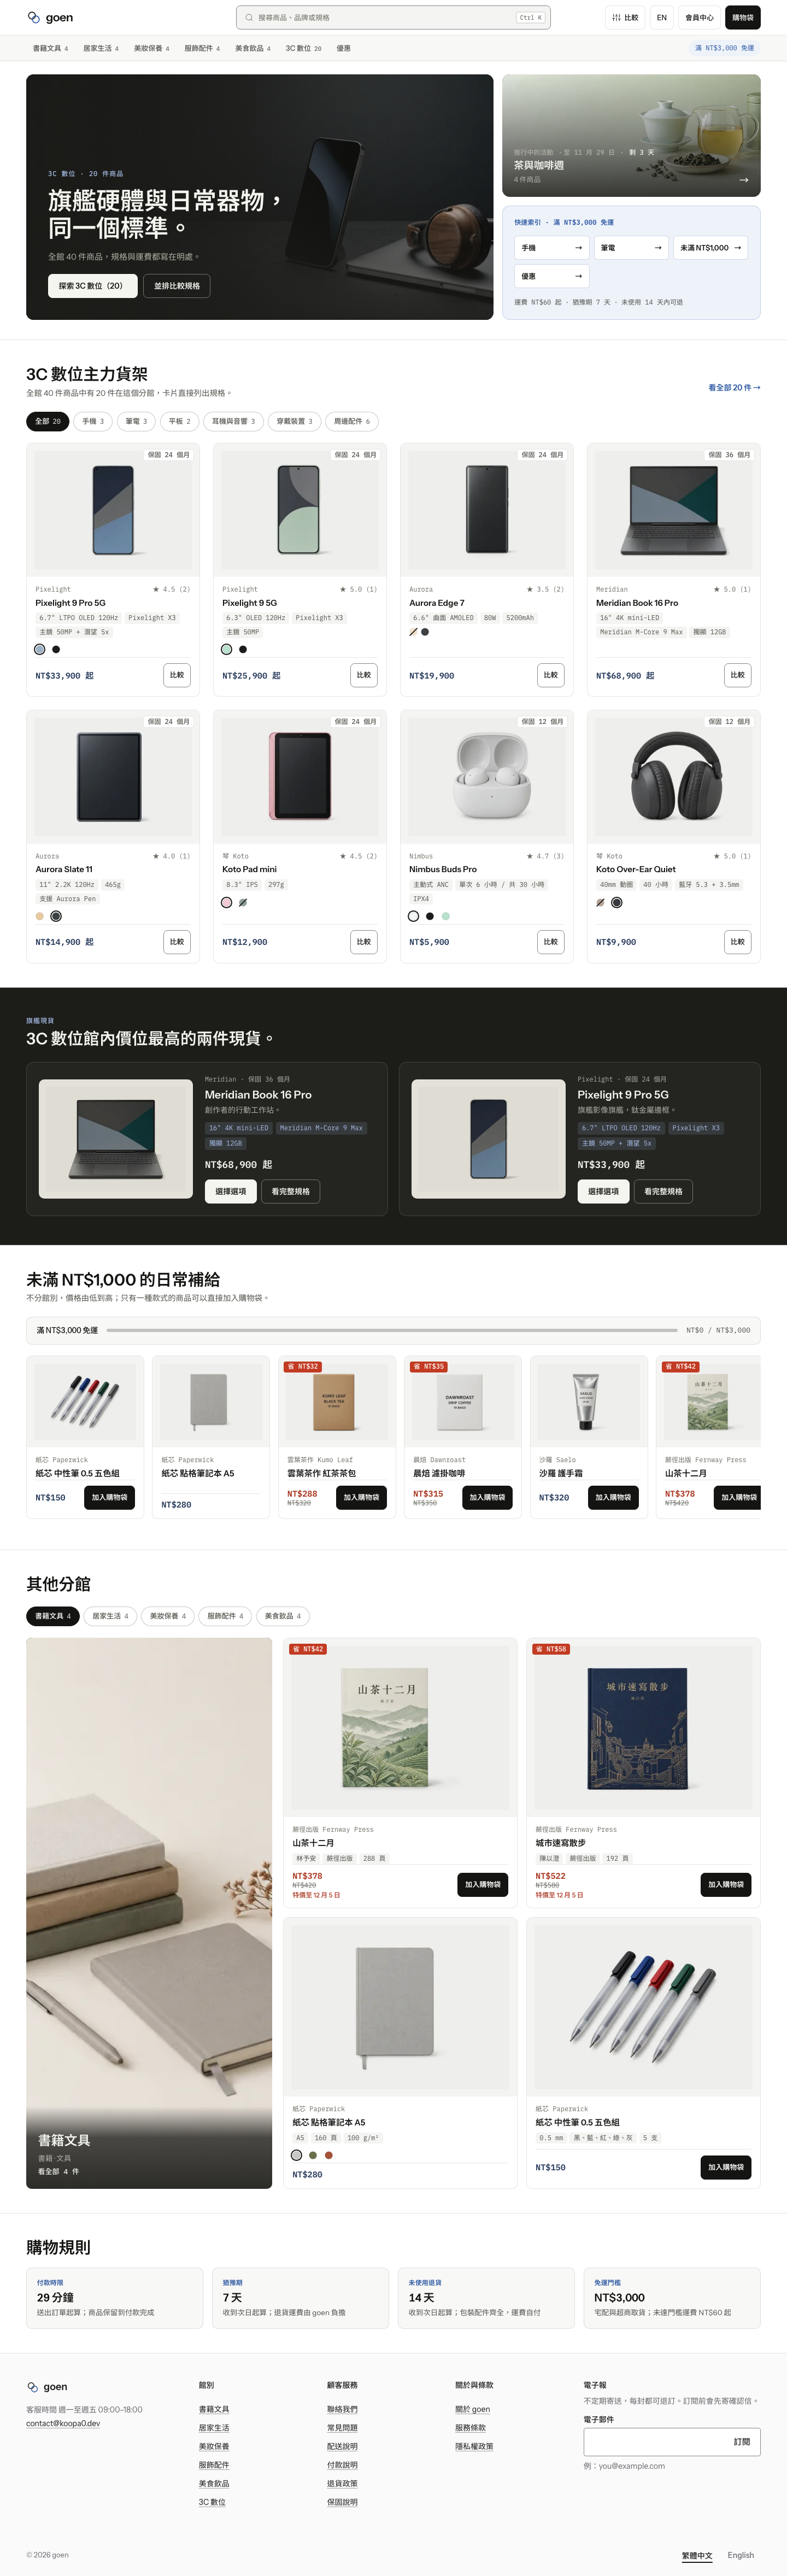 goen
搜尋商品、品牌或規格
Ctrl K
比較
EN
會員中心
購物袋
書籍文具 4
居家生活 4
美妝保養 4
服飾配件 4
美食飲品 4
3C 數位 20
優惠
滿 NT$3,000 免運
3C 數位 · 20 件商品
旗艦硬體與日常器物，
同一個標準。
全館 40 件商品，規格與運費都寫在明處。
探索 3C 數位（20）
並排比較規格
進行中的活動 · 至 11 月 29 日 · 剩 3 天
茶與咖啡週
4 件商品
→
快速索引 · 滿 NT$3,000 免運
手機 →
筆電 →
未滿 NT$1,000 →
優惠 →
運費 NT$60 起 · 猶豫期 7 天 · 未使用 14 天內可退
3C 數位主力貨架
全館 40 件商品中有 20 件在這個分館，卡片直接列出規格。
看全部 20 件 →
全部 20
手機 3
筆電 3
平板 2
耳機與音響 3
穿戴裝置 3
周邊配件 6
保固 24 個月
Pixelight
★ 4.5 (2)
Pixelight 9 Pro 5G
6.7" LTPO OLED 120Hz
Pixelight X3
主鏡 50MP + 潛望 5x
NT$33,900 起
比較
保固 24 個月
Pixelight
★ 5.0 (1)
Pixelight 9 5G
6.3" OLED 120Hz
Pixelight X3
主鏡 50MP
NT$25,900 起
比較
保固 24 個月
Aurora
★ 3.5 (2)
Aurora Edge 7
6.6" 曲面 AMOLED
80W
5200mAh
NT$19,900
比較
保固 36 個月
Meridian
★ 5.0 (1)
Meridian Book 16 Pro
16" 4K mini-LED
Meridian M-Core 9 Max
獨顯 12GB
NT$68,900 起
比較
保固 24 個月
Aurora
★ 4.0 (1)
Aurora Slate 11
11" 2.2K 120Hz
465g
支援 Aurora Pen
NT$14,900 起
比較
保固 24 個月
琴 Koto
★ 4.5 (2)
Koto Pad mini
8.3" IPS
297g
NT$12,900
比較
保固 12 個月
Nimbus
★ 4.7 (3)
Nimbus Buds Pro
主動式 ANC
單次 6 小時 / 共 30 小時
IPX4
NT$5,900
比較
保固 12 個月
琴 Koto
★ 5.0 (1)
Koto Over-Ear Quiet
40mm 動圈
40 小時
藍牙 5.3 + 3.5mm
NT$9,900
比較
旗艦現貨
3C 數位館內價位最高的兩件現貨。
Meridian · 保固 36 個月
Meridian Book 16 Pro
創作者的行動工作站。
16" 4K mini-LED
Meridian M-Core 9 Max
獨顯 12GB
NT$68,900 起
選擇選項
看完整規格
Pixelight · 保固 24 個月
Pixelight 9 Pro 5G
旗艦影像旗艦，鈦金屬邊框。
6.7" LTPO OLED 120Hz
Pixelight X3
主鏡 50MP + 潛望 5x
NT$33,900 起
選擇選項
看完整規格
未滿 NT$1,000 的日常補給
不分館別，價格由低到高；只有一種款式的商品可以直接加入購物袋。
滿 NT$3,000 免運
NT$0 / NT$3,000
紙芯 Paperwick
紙芯 中性筆 0.5 五色組
NT$150
加入購物袋
紙芯 Paperwick
紙芯 點格筆記本 A5
NT$280
省 NT$32
KUMO LEAF
BLACK TEA
雲葉茶作 Kumo Leaf
雲葉茶作 紅茶茶包
NT$288
NT$320
加入購物袋
省 NT$35
DAWNROAST
DRIP COFFEE
晨焙 Dawnroast
晨焙 濾掛咖啡
NT$315
NT$350
加入購物袋
SAELO
沙羅 Saelo
沙羅 護手霜
NT$320
加入購物袋
省 NT$42
山茶十二月
蕨徑出版 Fernway Press
山茶十二月
NT$378
NT$420
加入購物袋
其他分館
書籍文具 4
居家生活 4
美妝保養 4
服飾配件 4
美食飲品 4
書籍文具
書籍·文具
看全部 4 件
省 NT$42
山茶十二月
林予安
蕨徑出版 Fernway Press
山茶十二月
林予安
蕨徑出版
288 頁
NT$378
NT$420
特價至 12 月 5 日
加入購物袋
省 NT$58
城市速寫散步
陳以澄
蕨徑出版 Fernway Press
城市速寫散步
陳以澄
蕨徑出版
192 頁
NT$522
NT$580
特價至 12 月 5 日
加入購物袋
紙芯 Paperwick
紙芯 點格筆記本 A5
A5
160 頁
100 g/m²
NT$280
紙芯 Paperwick
紙芯 中性筆 0.5 五色組
0.5 mm
黑、藍、紅、綠、灰
5 支
NT$150
加入購物袋
購物規則
付款時限
29 分鐘
送出訂單起算；商品保留到付款完成
猶豫期
7 天
收到次日起算；退貨運費由 goen 負擔
未使用退貨
14 天
收到次日起算；包裝配件齊全，運費自付
免運門檻
NT$3,000
宅配與超商取貨；未達門檻運費 NT$60 起
goen
客服時間 週一至週五 09:00–18:00
contact@koopa0.dev
館別
書籍文具
居家生活
美妝保養
服飾配件
美食飲品
3C 數位
顧客服務
聯絡我們
常見問題
配送說明
付款說明
退貨政策
保固說明
關於與條款
關於 goen
服務條款
隱私權政策
電子報
不定期寄送，每封都可退訂。訂閱前會先寄確認信。
電子郵件
訂閱
例：you@example.com
© 2026 goen
繁體中文
English